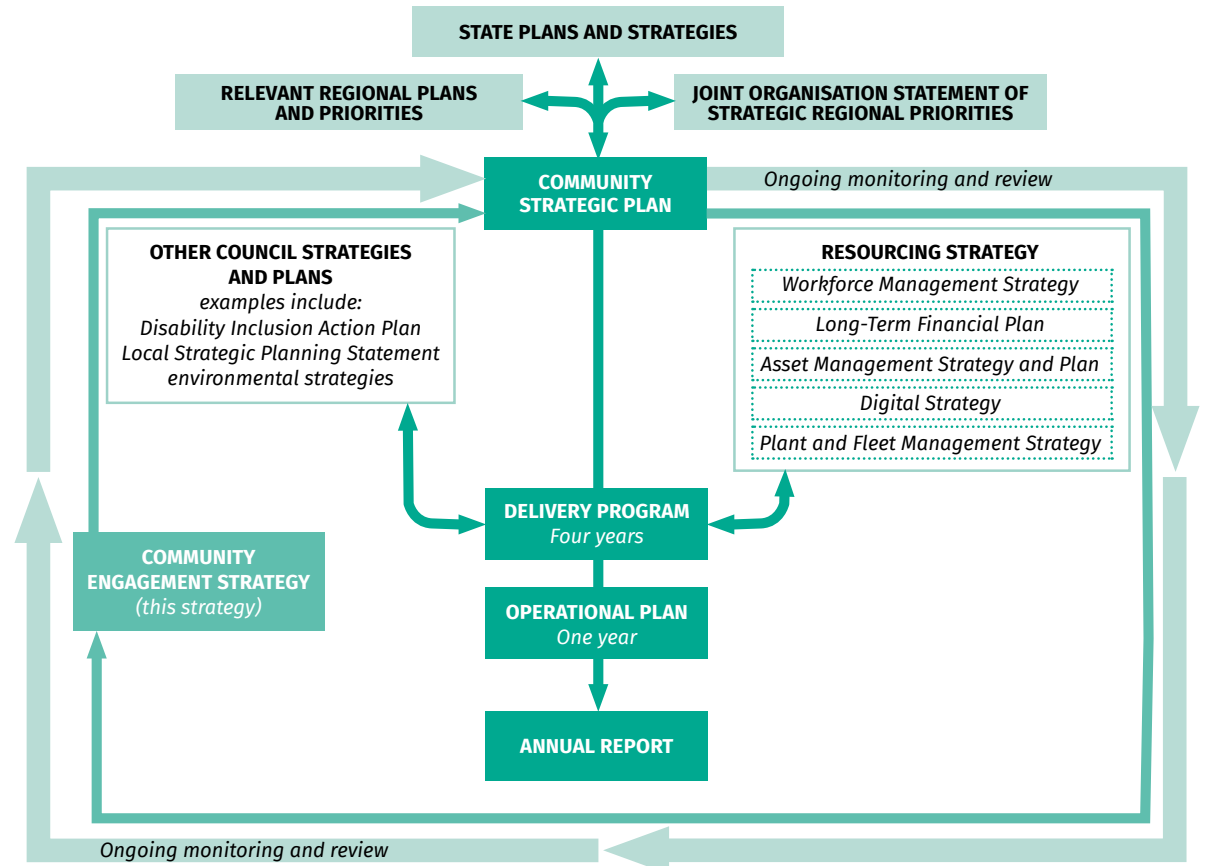 STATE PLANS AND STRATEGIES
RELEVANT REGIONAL PLANS
AND PRIORITIES
JOINT ORGANISATION STATEMENT OF
STRATEGIC REGIONAL PRIORITIES
COMMUNITY
STRATEGIC PLAN
Ongoing monitoring and review
OTHER COUNCIL STRATEGIES
AND PLANS
examples include:
Disability Inclusion Action Plan
Local Strategic Planning Statement
environmental strategies
RESOURCING STRATEGY
Workforce Management Strategy
Long-Term Financial Plan
Asset Management Strategy and Plan
Digital Strategy
Plant and Fleet Management Strategy
DELIVERY PROGRAM
Four years
COMMUNITY
ENGAGEMENT STRATEGY
(this strategy)
OPERATIONAL PLAN
One year
ANNUAL REPORT
Ongoing monitoring and review